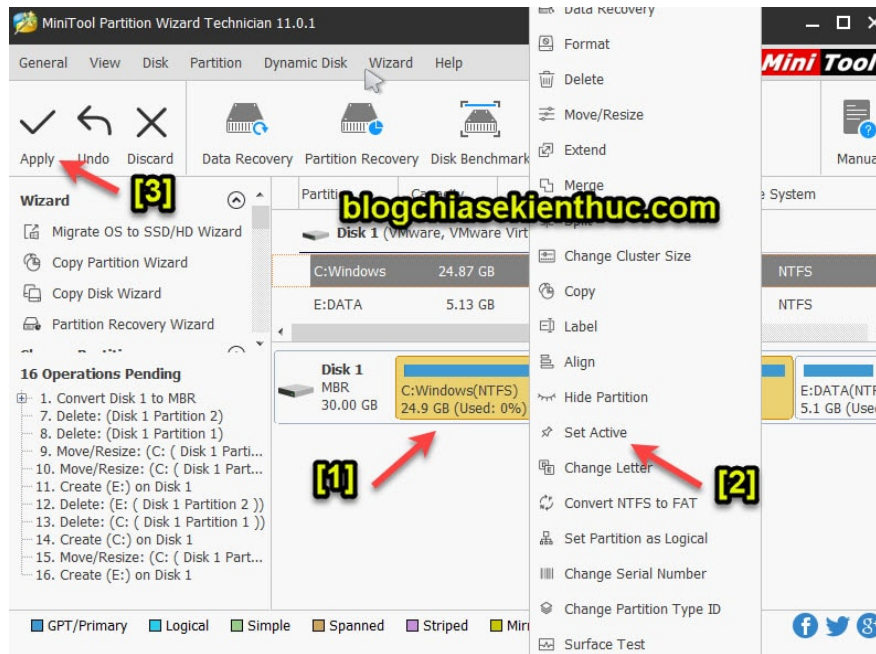 MiniTool Partition Wizard Technician 11.0.1
General View Disk Partition Dynamic Disk Wizard Help
Mini Tool
Apply Undo Discard Data Recovery Partition Recovery Disk Benchmark Manua
[3]
Wizard
Migrate OS to SSD/HD Wizard
Copy Partition Wizard
Copy Disk Wizard
Partition Recovery Wizard
16 Operations Pending
1. Convert Disk 1 to MBR
7. Delete: (Disk 1 Partition 2)
8. Delete: (Disk 1 Partition 1)
9. Move/Resize: (C: ( Disk 1 Parti...
10. Move/Resize: (C: ( Disk 1 Part...
11. Create (E:) on Disk 1
12. Delete: (E: ( Disk 1 Partition 2 ))
13. Delete: (C: ( Disk 1 Partition 1 ))
14. Create (C:) on Disk 1
15. Move/Resize: (C: ( Disk 1 Part...
16. Create (E:) on Disk 1
blogchiasekienthuc.com
System
Disk 1 (VMware, VMware Virt
C:Windows 24.87 GB NTFS
E:DATA 5.13 GB NTFS
Disk 1
MBR
30.00 GB
C:Windows(NTFS)
24.9 GB (Used: 0%)
E:DATA(NTF
5.1 GB (Used
[1]
Data Recovery
Format
Delete
Move/Resize
Extend
Merge
Change Cluster Size
Copy
Label
Align
Hide Partition
Set Active
Change Letter
[2]
Convert NTFS to FAT
Set Partition as Logical
Change Serial Number
Change Partition Type ID
Surface Test
GPT/Primary Logical Simple Spanned Striped Mirr